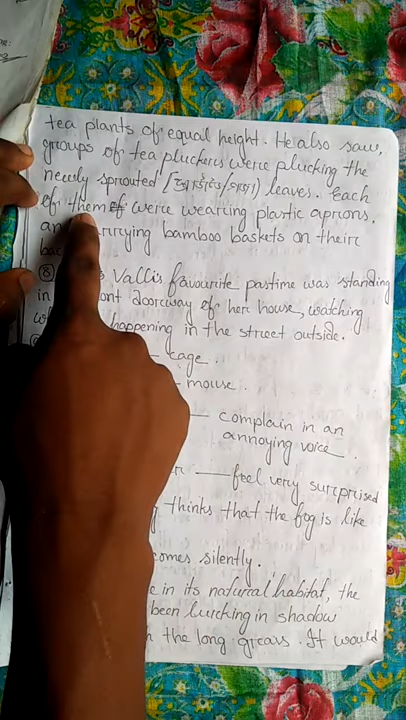 tea plants of equal height. He also saw,
groups of tea pluckers were plucking the
newly sprouted leaves. Each
of them were wearing plastic aprons,
carrying bamboo baskets on their
8 Valli's favourite pastime was standing
in front doorway of her house, watching
happening in the street outside.
— cage.
- mouse.
— complain in an
annoying voice.
— feel very surprised
thinks that the fog is like
comes silently.
in its natural habitat, the
been lurking in shadow
the long grass. It would